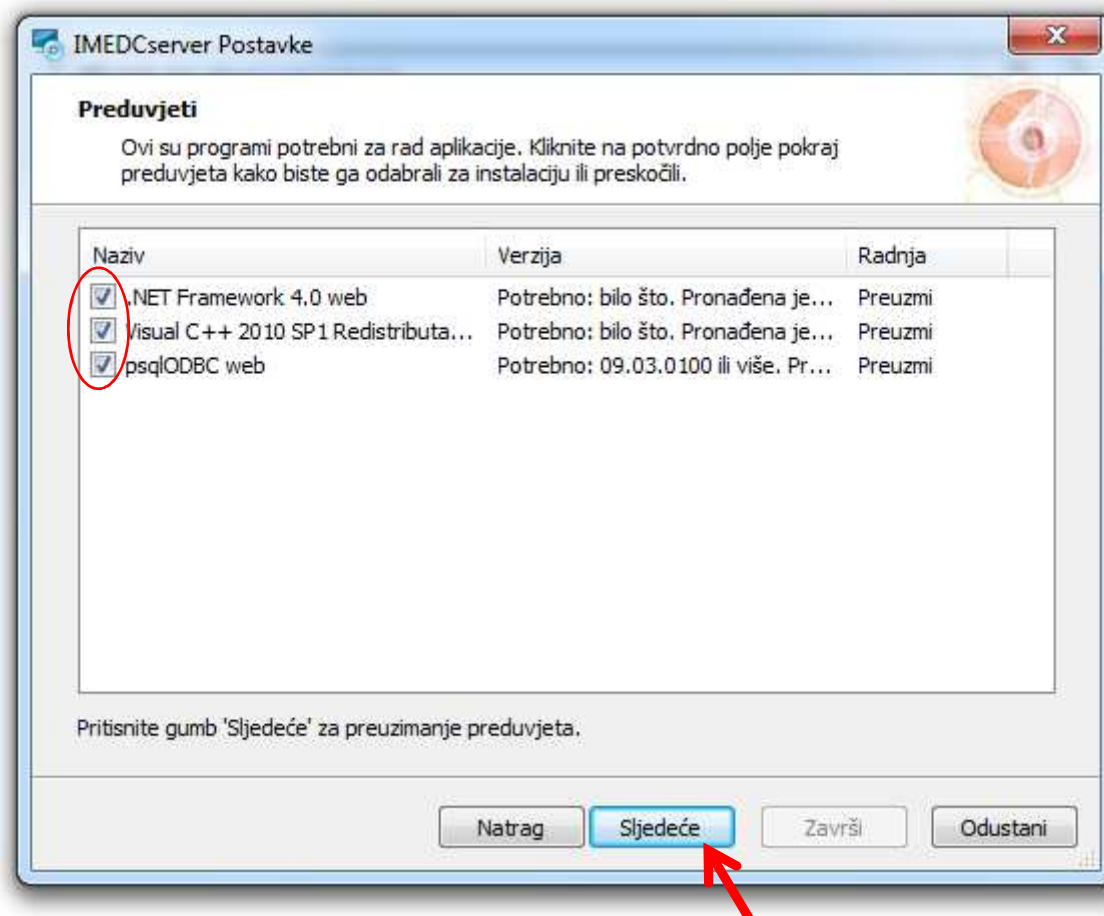 IMEDCserver Postavke
Preduvjeti
Ovi su programi potrebni za rad aplikacije. Kliknite na potvrdno polje pokraj
preduvjeta kako biste ga odabrali za instalaciju ili preskočili.
Naziv Verzija Radnja
.NET Framework 4.0 web Potrebno: bilo što. Pronađena je... Preuzmi
Visual C++ 2010 SP1 Redistributa... Potrebno: bilo što. Pronađena je... Preuzmi
psqlODBC web Potrebno: 09.03.0100 ili više. Pr... Preuzmi
Pritisnite gumb 'Sljedeće' za preuzimanje preduvjeta.
Natrag Sljedeće Završi Odustani